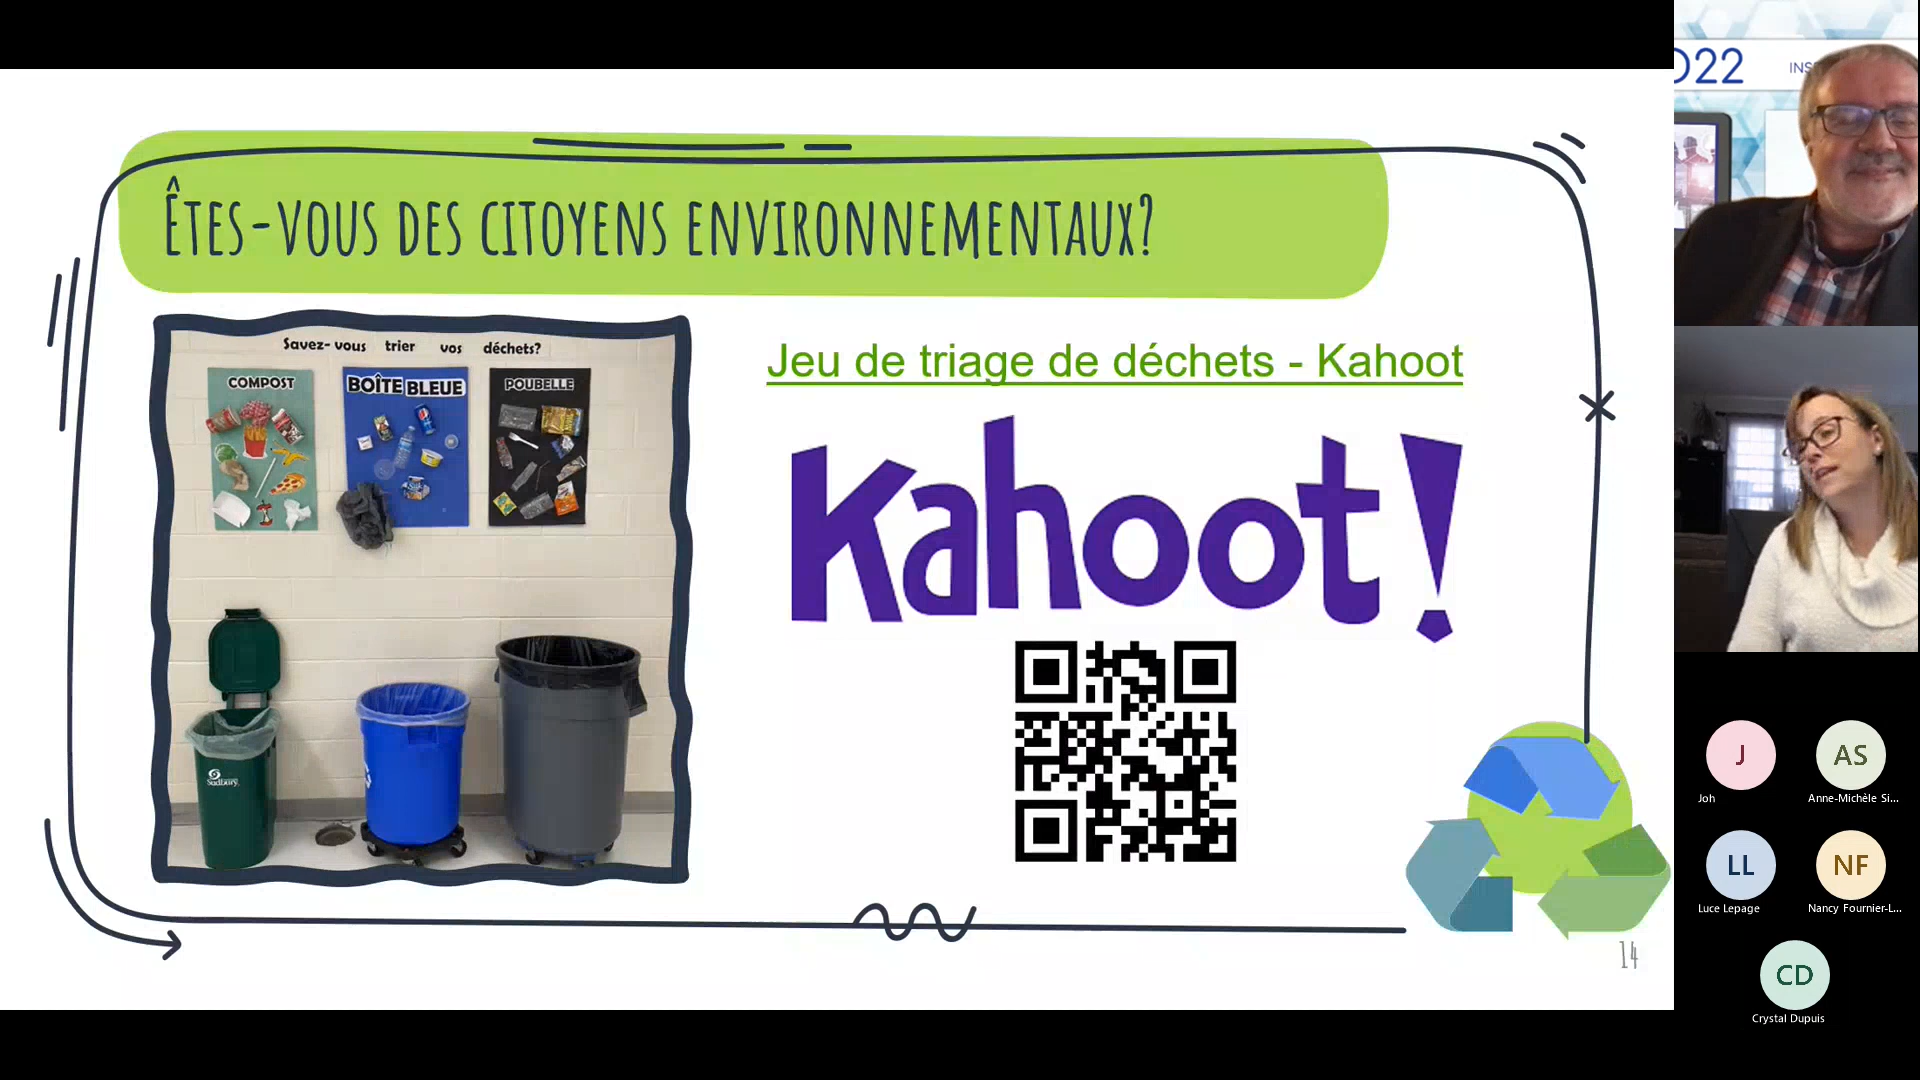 Êtes-vous des citoyens environnementaux?
Savez-vous trier vos déchets?
COMPOST
BOÎTE BLEUE
POUBELLE
Sudbury
Jeu de triage de déchets - Kahoot
Kahoot!
14
022
INS
J
Joh
AS
Anne-Michèle Si...
LL
Luce Lepage
NF
Nancy Fournier-L...
CD
Crystal Dupuis